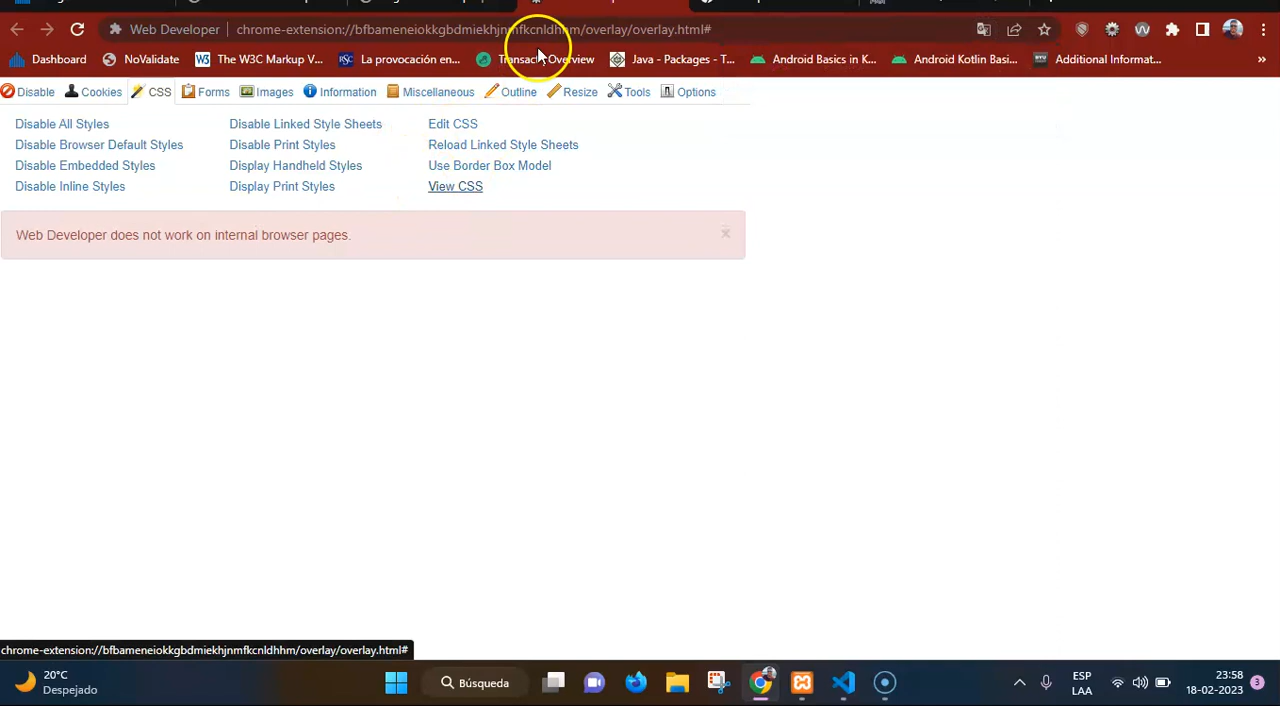 Web Developer chrome-extension://bfbameneiokkgbdmiekhjnmfkcnldhhm/overlay/overlay.html#
Dashboard NoValidate The W3C Markup V... La provocación en... Transact Overview Java - Packages - T... Android Basics in K... Android Kotlin Basi... Additional Informat... »
Disable Cookies CSS Forms Images Information Miscellaneous Outline Resize Tools Options
Disable All Styles Disable Linked Style Sheets Edit CSS
Disable Browser Default Styles Disable Print Styles Reload Linked Style Sheets
Disable Embedded Styles Display Handheld Styles Use Border Box Model
Disable Inline Styles Display Print Styles View CSS
Web Developer does not work on internal browser pages. ×
chrome-extension://bfbameneiokkgbdmiekhjnmfkcnldhhm/overlay/overlay.html#
20°C
Despejado
Búsqueda
ESP
LAA
23:58
18-02-2023
3